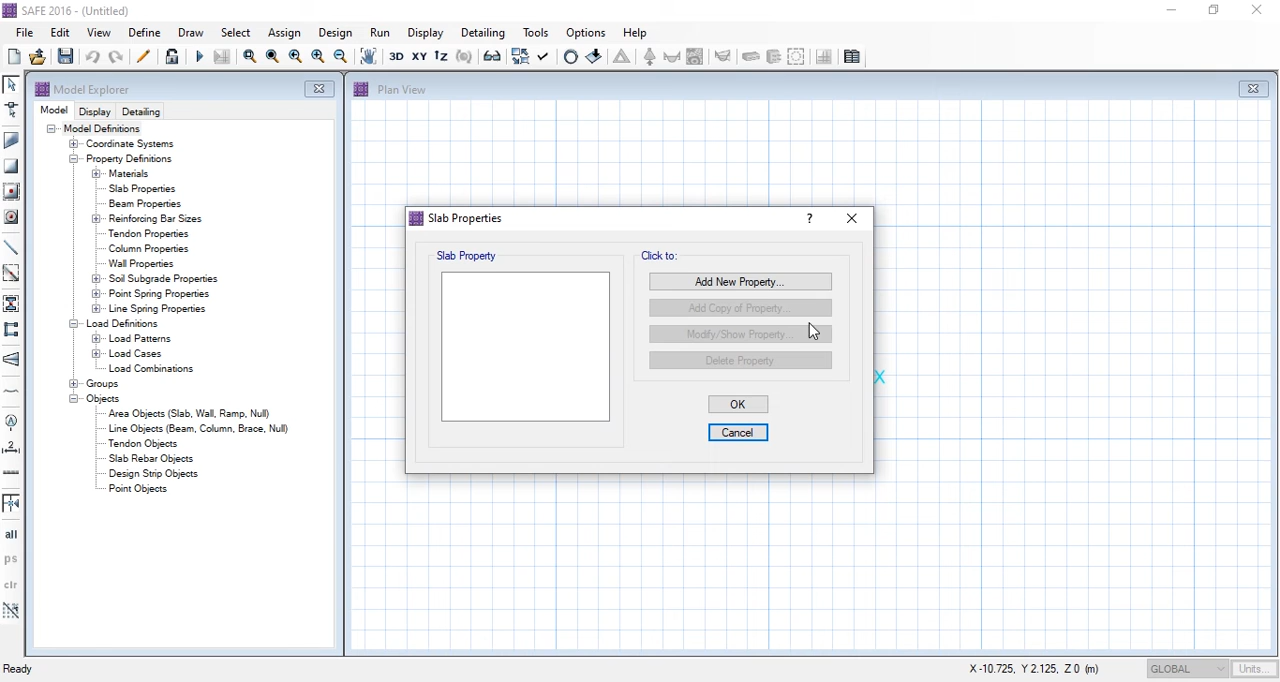 SAFE 2016 - (Untitled)
File Edit View Define Draw Select Assign Design Run Display Detailing Tools Options Help
3D XY
Model Explorer
Model Display Detailing
Model Definitions
Coordinate Systems
Property Definitions
Materials
Slab Properties
Beam Properties
Reinforcing Bar Sizes
Tendon Properties
Column Properties
Wall Properties
Soil Subgrade Properties
Point Spring Properties
Line Spring Properties
Load Definitions
Load Patterns
Load Cases
Load Combinations
Groups
Objects
Area Objects (Slab, Wall, Ramp, Null)
Line Objects (Beam, Column, Brace, Null)
Tendon Objects
Slab Rebar Objects
Design Strip Objects
Point Objects
all
ps
clr
Plan View
X
Slab Properties ?
Slab Property
Click to:
Add New Property...
Add Copy of Property...
Modify/Show Property...
Delete Property
OK
Cancel
Ready X -10.725, Y 2.125, Z 0 (m) GLOBAL Units...